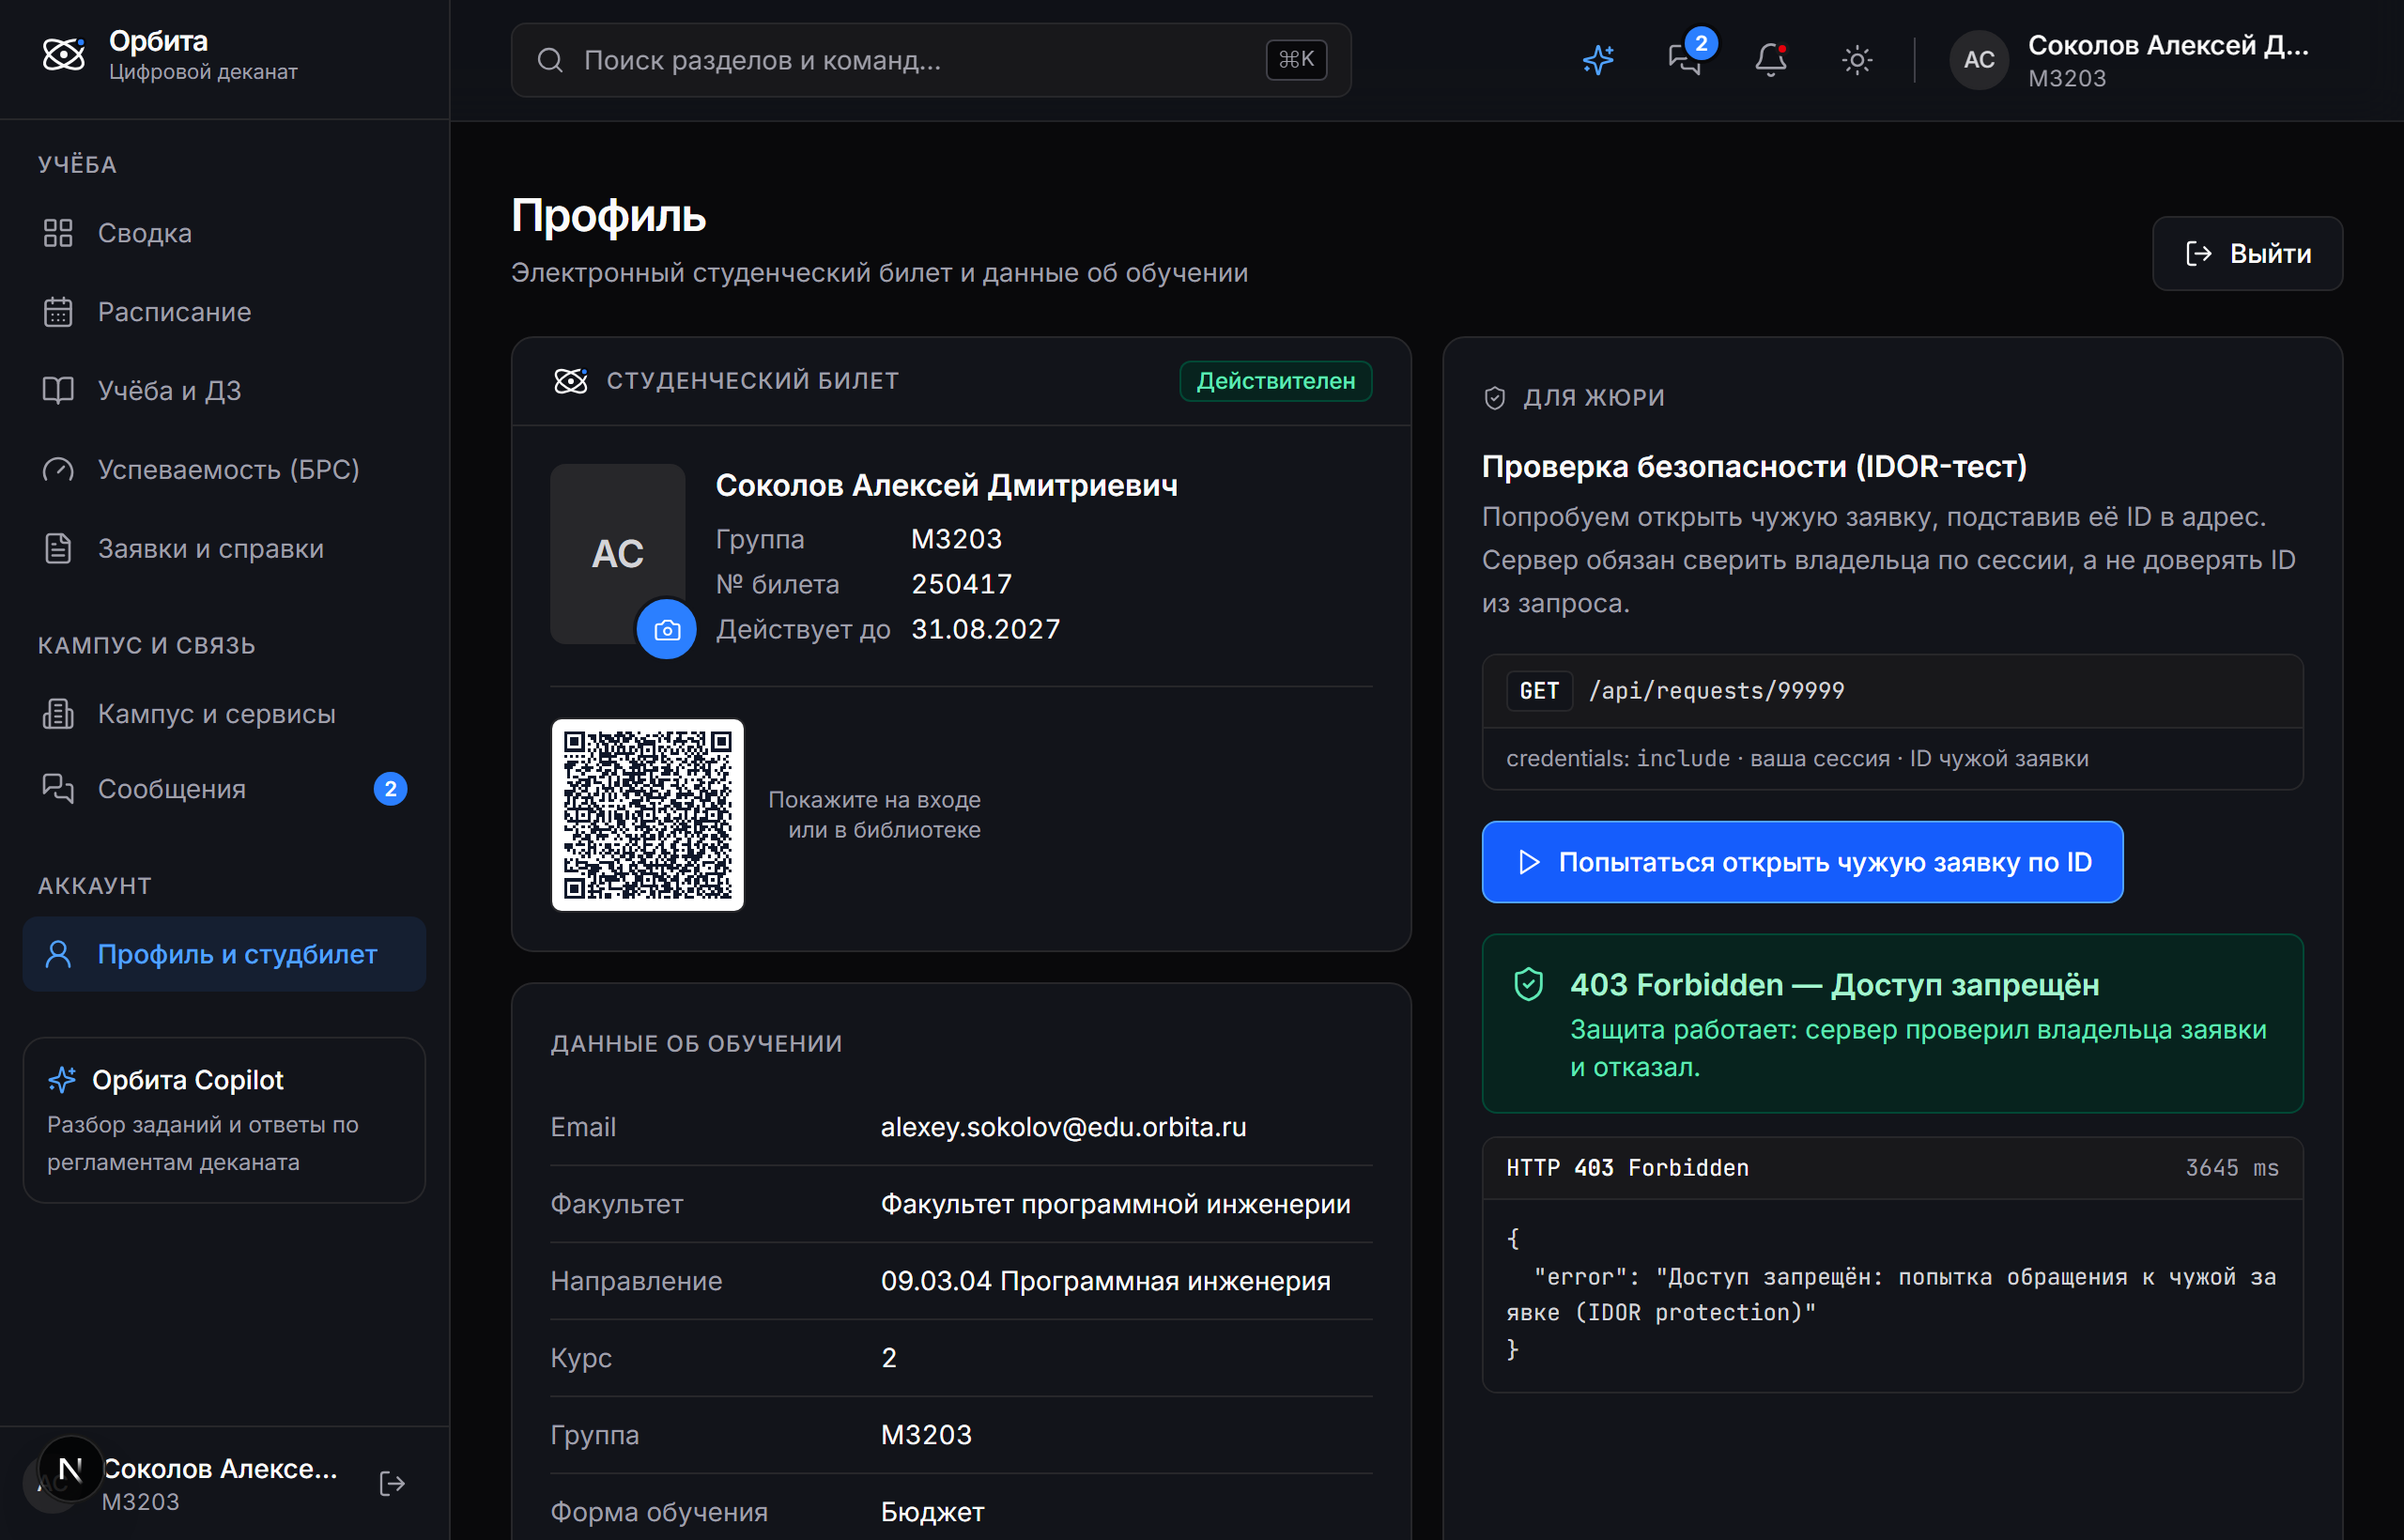 Орбита
Цифровой деканат
УЧЁБА
Сводка
Расписание
Учёба и ДЗ
Успеваемость (БРС)
Заявки и справки
КАМПУС И СВЯЗЬ
Кампус и сервисы
Сообщения 2
АККАУНТ
Профиль и студбилет
Орбита Copilot
Разбор заданий и ответы по
регламентам деканата
N
Соколов Алексе...
М3203
Поиск разделов и команд...
⌘K
2
АС
Соколов Алексей Д...
М3203
Профиль
Электронный студенческий билет и данные об обучении
Выйти
СТУДЕНЧЕСКИЙ БИЛЕТ
Действителен
АС
Соколов Алексей Дмитриевич
Группа М3203
№ билета 250417
Действует до 31.08.2027
Покажите на входе
или в библиотеке
ДАННЫЕ ОБ ОБУЧЕНИИ
Email alexey.sokolov@edu.orbita.ru
Факультет Факультет программной инженерии
Направление 09.03.04 Программная инженерия
Курс 2
Группа М3203
Форма обучения Бюджет
ДЛЯ ЖЮРИ
Проверка безопасности (IDOR-тест)
Попробуем открыть чужую заявку, подставив её ID в адрес.
Сервер обязан сверить владельца по сессии, а не доверять ID
из запроса.
GET /api/requests/99999
credentials: include · ваша сессия · ID чужой заявки
Попытаться открыть чужую заявку по ID
403 Forbidden — Доступ запрещён
Защита работает: сервер проверил владельца заявки
и отказал.
HTTP 403 Forbidden 3645 ms
{
"error": "Доступ запрещён: попытка обращения к чужой за
явке (IDOR protection)"
}